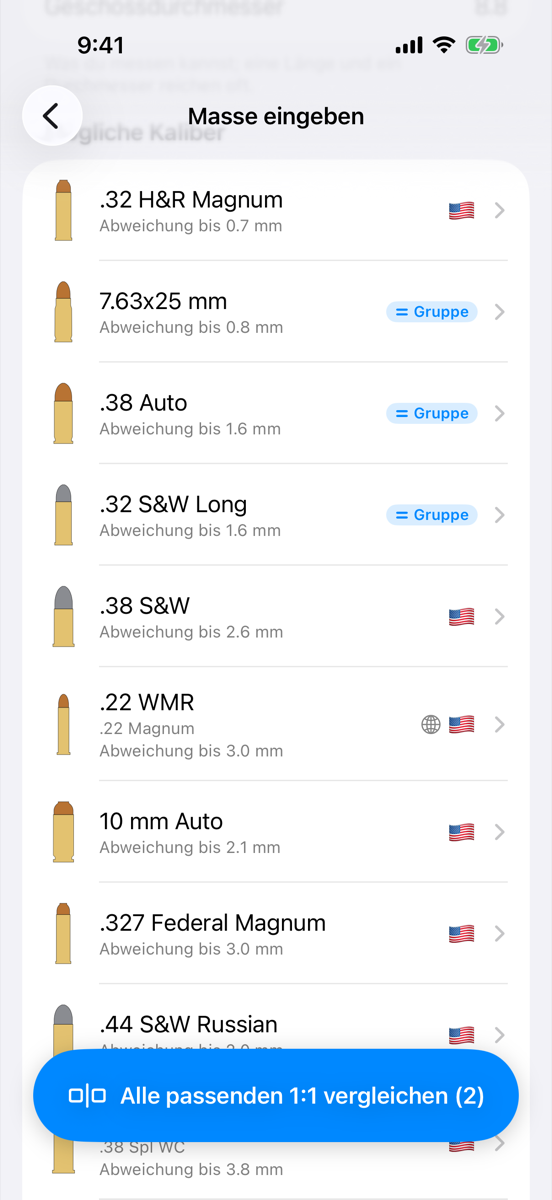 Geschossdurchmesser 8.8
9:41
Masse eingeben
.32 H&R Magnum
Abweichung bis 0.7 mm
7.63x25 mm
= Gruppe
Abweichung bis 0.8 mm
.38 Auto
= Gruppe
Abweichung bis 1.6 mm
.32 S&W Long
= Gruppe
Abweichung bis 1.6 mm
.38 S&W
Abweichung bis 2.6 mm
.22 WMR
.22 Magnum
Abweichung bis 3.0 mm
10 mm Auto
Abweichung bis 2.1 mm
.327 Federal Magnum
Abweichung bis 3.0 mm
.44 S&W Russian
Alle passenden 1:1 vergleichen (2)
.38 Spl WC
Abweichung bis 3.8 mm